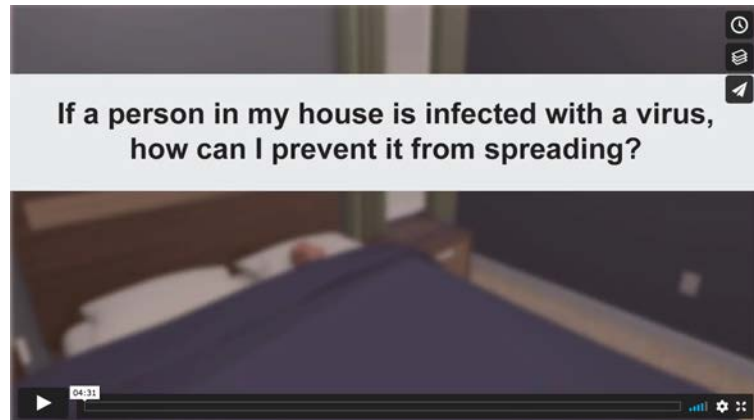 If a person in my house is infected with a virus,
how can I prevent it from spreading?
04:31